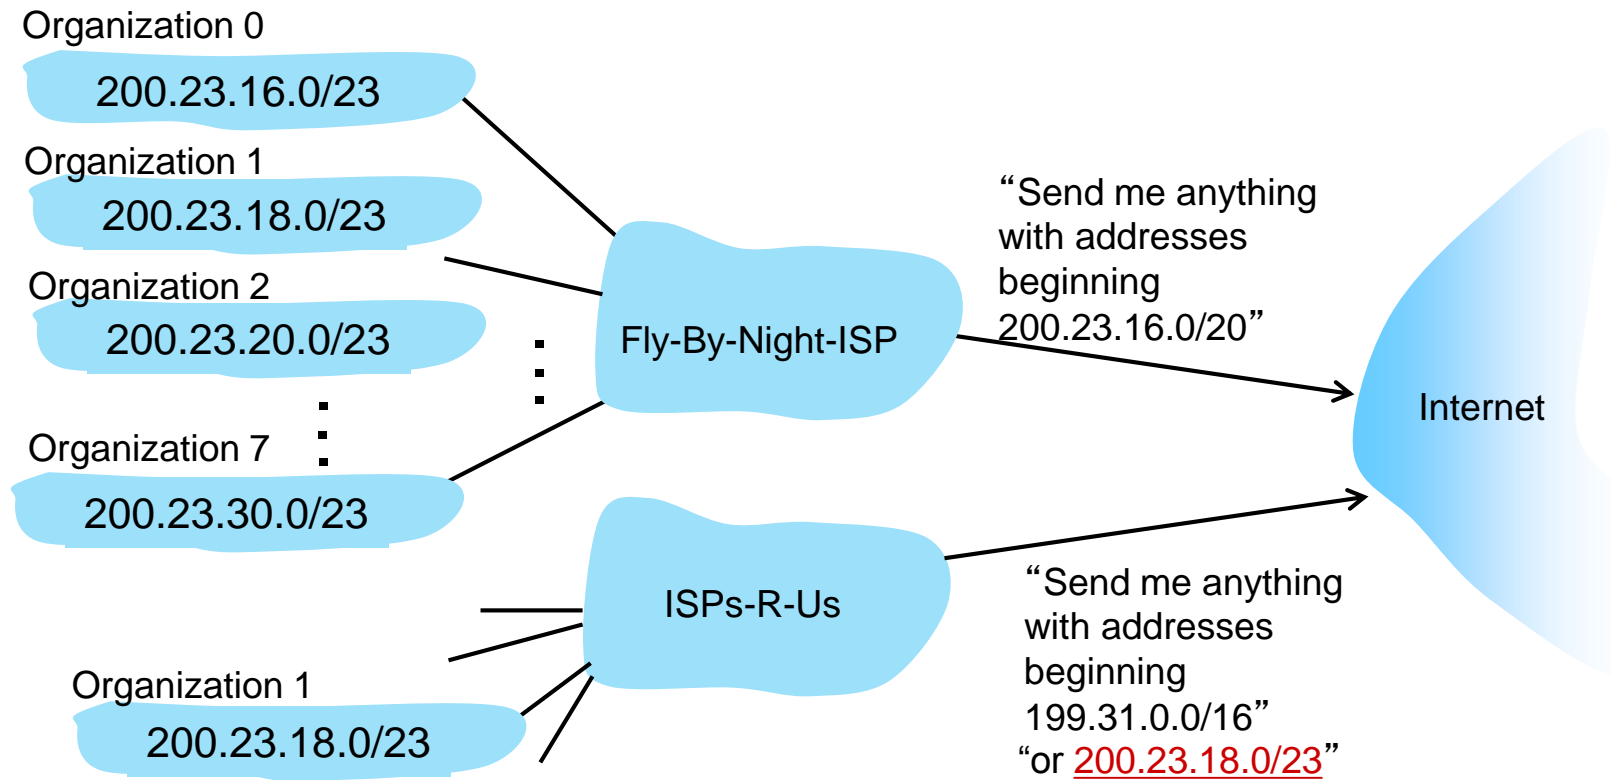 Organization 0
200.23.16.0/23
Organization 1
200.23.18.0/23
Organization 2
200.23.20.0/23
Organization 7
200.23.30.0/23
Fly-By-Night-ISP
“Send me anything
with addresses
beginning
200.23.16.0/20”
Internet
ISPs-R-Us
Organization 1
200.23.18.0/23
“Send me anything
with addresses
beginning
199.31.0.0/16”
“or 200.23.18.0/23”